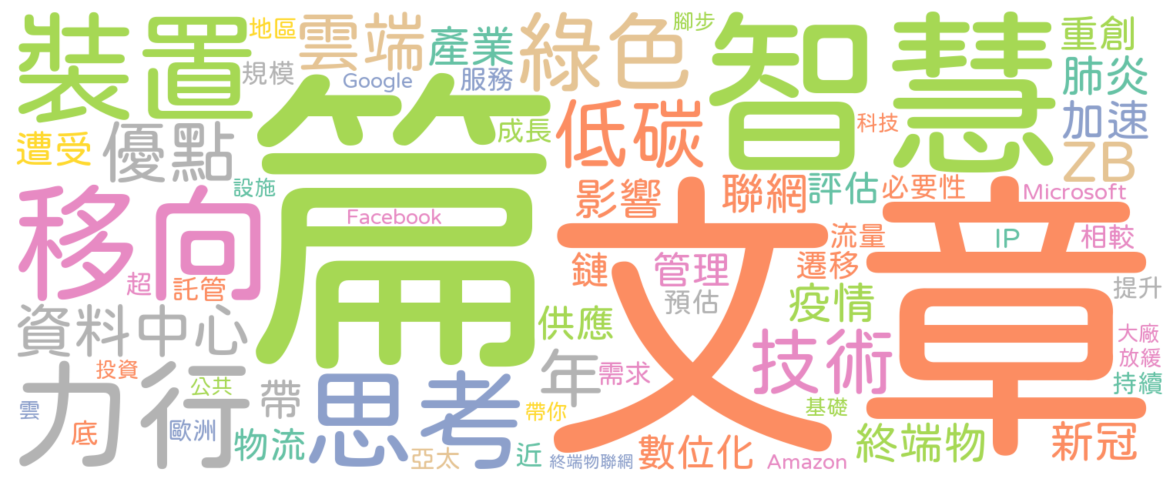 裝置
地區
雲端
產業
綠色
腳步
智慧
重創
規模
Google
服務
肺炎
遭受
優點
篇
成長
低碳
科技
加速
ZB
移向
設施
Facebook
影響
文章
聯網
評估
必要性
Microsoft
超
託管
鏈
管理
遷移
流量
IP
相較
資料中心
預估
供應
疫情
提升
技術
大廠
放緩
投資
力行
公共
帶
思考
年
需求
持續
雲
底
歐洲
物流
帶你
基礎
亞太
近
終端物聯網
數位化
Amazon
終端物
新冠